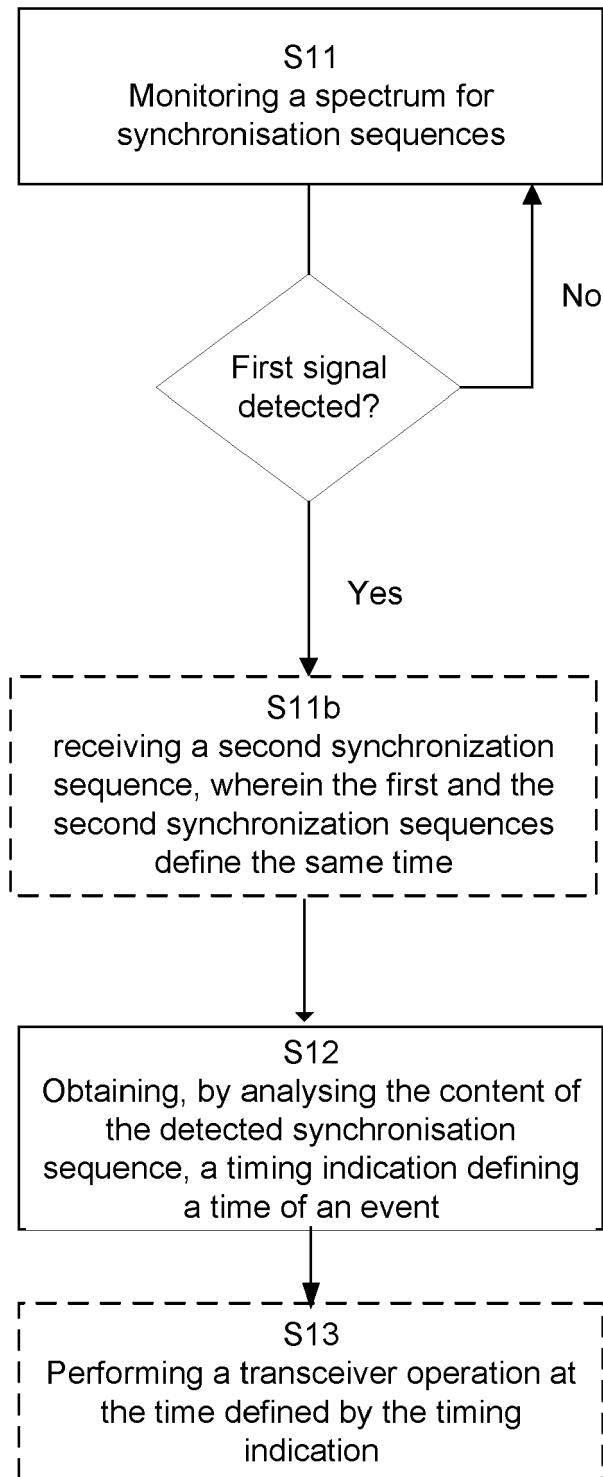 S11
Monitoring a spectrum for
synchronisation sequences
No
First signal
detected?
Yes
S11b
receiving a second synchronization
sequence, wherein the first and the
second synchronization sequences
define the same time
S12
Obtaining, by analysing the content of
the detected synchronisation
sequence, a timing indication defining
a time of an event
S13
Performing a transceiver operation at
the time defined by the timing
indication